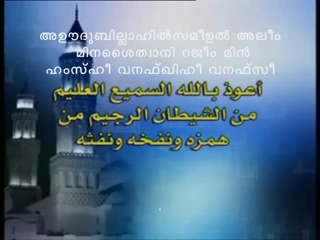 അഊദുബില്ലാഹിൽസമീഉൽ അലീം
മിനശൈത്വാനി റജീം മിൻ
ഹംസ്ഹീ വനഫ്ഖിഹീ വനഫ്സീ
أعوذ بالله السميع العليم
من الشيطان الرجيم من
همزه ونفخه ونفثه